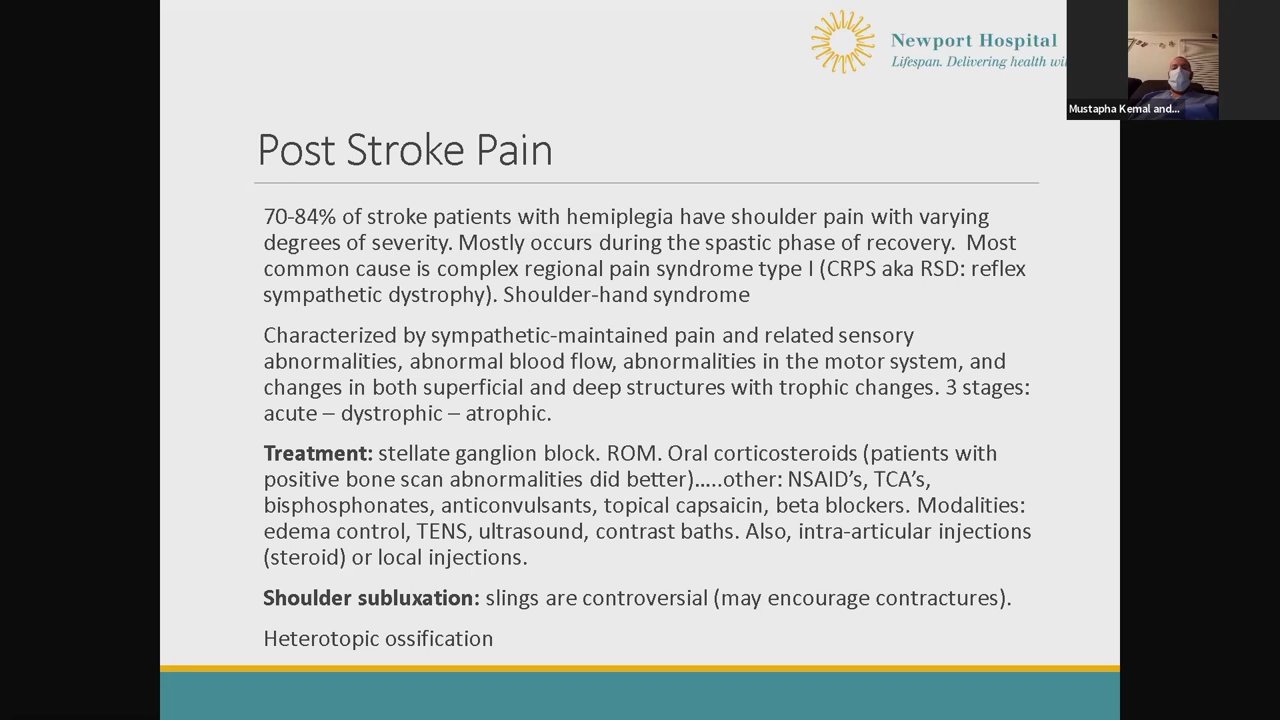 Newport Hospital
Lifespan. Delivering health
Mustapha Kemal and...
Post Stroke Pain
70-84% of stroke patients with hemiplegia have shoulder pain with varying
degrees of severity. Mostly occurs during the spastic phase of recovery.  Most
common cause is complex regional pain syndrome type I (CRPS aka RSD: reflex
sympathetic dystrophy). Shoulder-hand syndrome
Characterized by sympathetic-maintained pain and related sensory
abnormalities, abnormal blood flow, abnormalities in the motor system, and
changes in both superficial and deep structures with trophic changes. 3 stages:
acute – dystrophic – atrophic.
Treatment: stellate ganglion block. ROM. Oral corticosteroids (patients with
positive bone scan abnormalities did better)…..other: NSAID’s, TCA’s,
bisphosphonates, anticonvulsants, topical capsaicin, beta blockers. Modalities:
edema control, TENS, ultrasound, contrast baths. Also, intra-articular injections
(steroid) or local injections.
Shoulder subluxation: slings are controversial (may encourage contractures).
Heterotopic ossification